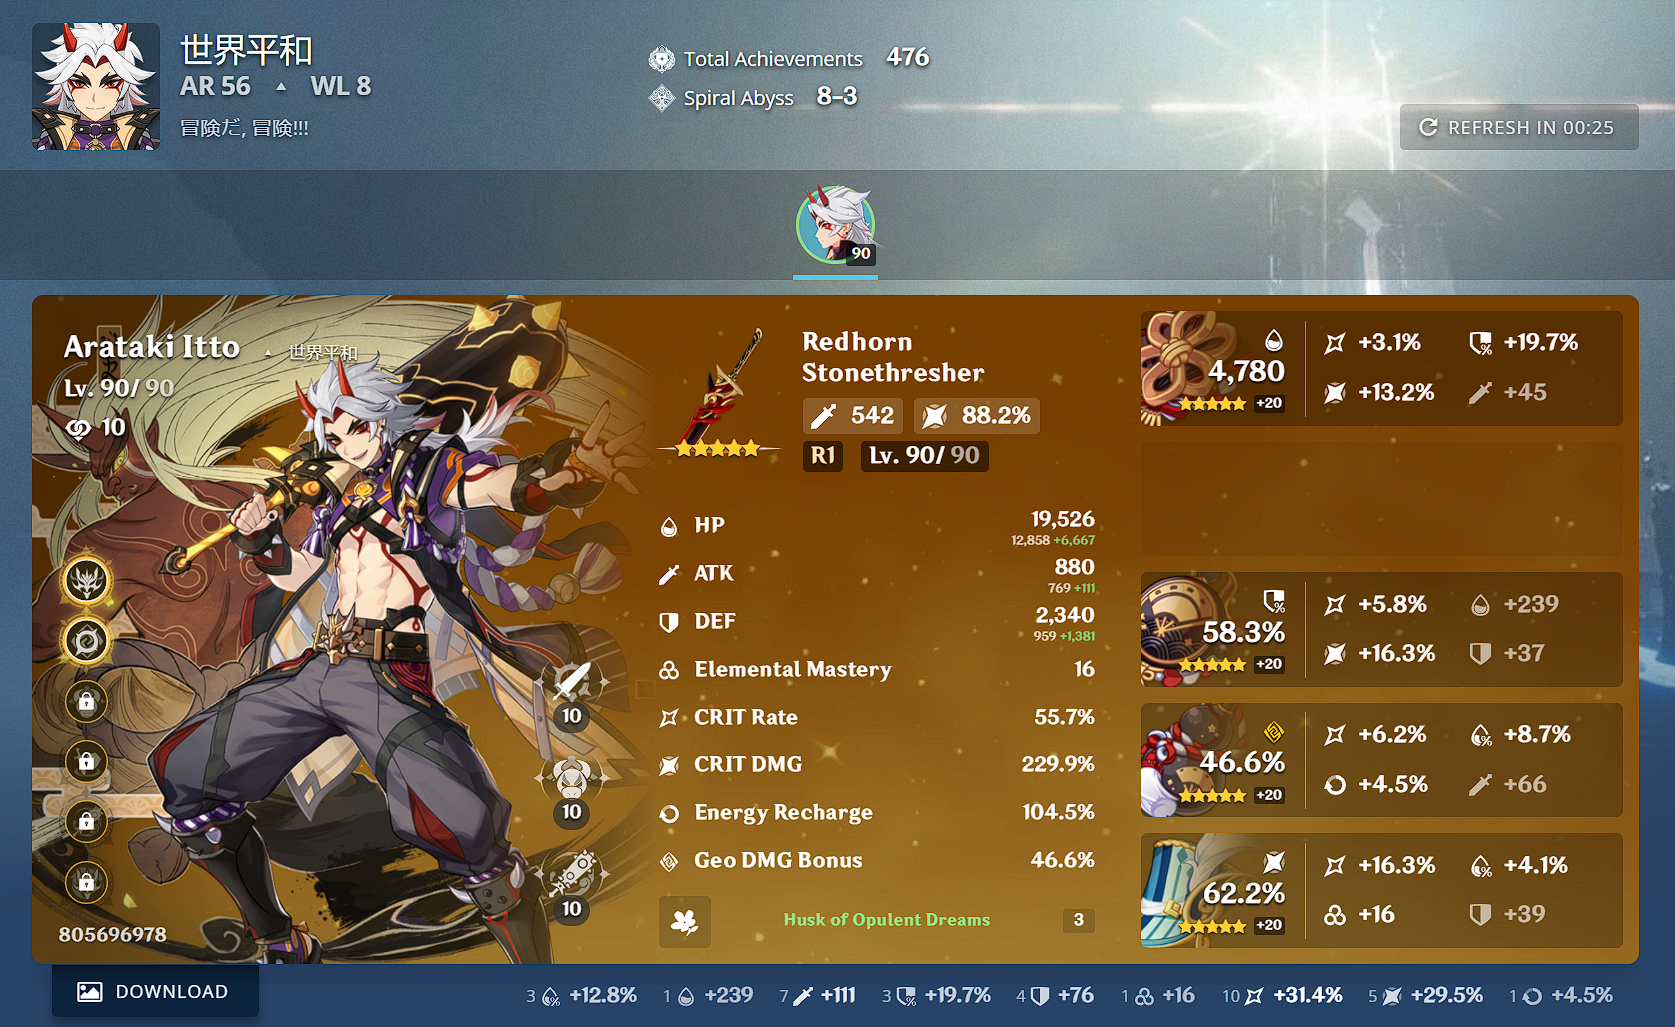 世界平和
AR 56 ▲ WL 8
冒険だ, 冒険!!!
Total Achievements 476
Spiral Abyss 8-3
REFRESH IN 00:25
90
Arataki Itto ▲ 世界平和
Lv. 90/ 90
10
10
10
10
805696978
Redhorn
Stonethresher
542 88.2%
R1 Lv. 90/ 90
HP 19,526
12,858 +6,667
ATK 880
769 +111
DEF 2,340
959 +1,381
Elemental Mastery 16
CRIT Rate 55.7%
CRIT DMG 229.9%
Energy Recharge 104.5%
Geo DMG Bonus 46.6%
Husk of Opulent Dreams 3
4,780
+20
+3.1% +19.7%
+13.2% +45
58.3%
+20
+5.8% +239
+16.3% +37
46.6%
+20
+6.2% +8.7%
+4.5% +66
62.2%
+20
+16.3% +4.1%
+16 +39
DOWNLOAD
3 +12.8% 1 +239 7 +111 3 +19.7% 4 +76 1 +16 10 +31.4% 5 +29.5% 1 +4.5%